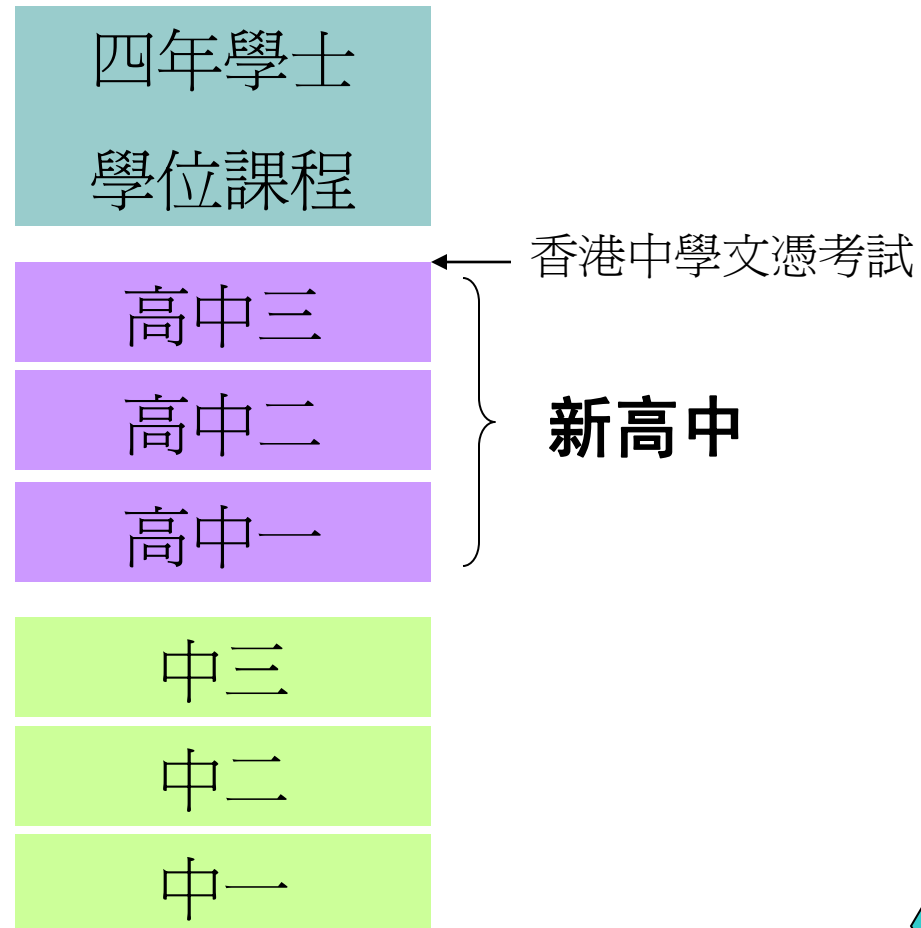 四年學士
學位課程
香港中學文憑考試
高中三
高中二
新高中
高中一
中三
中二
中一